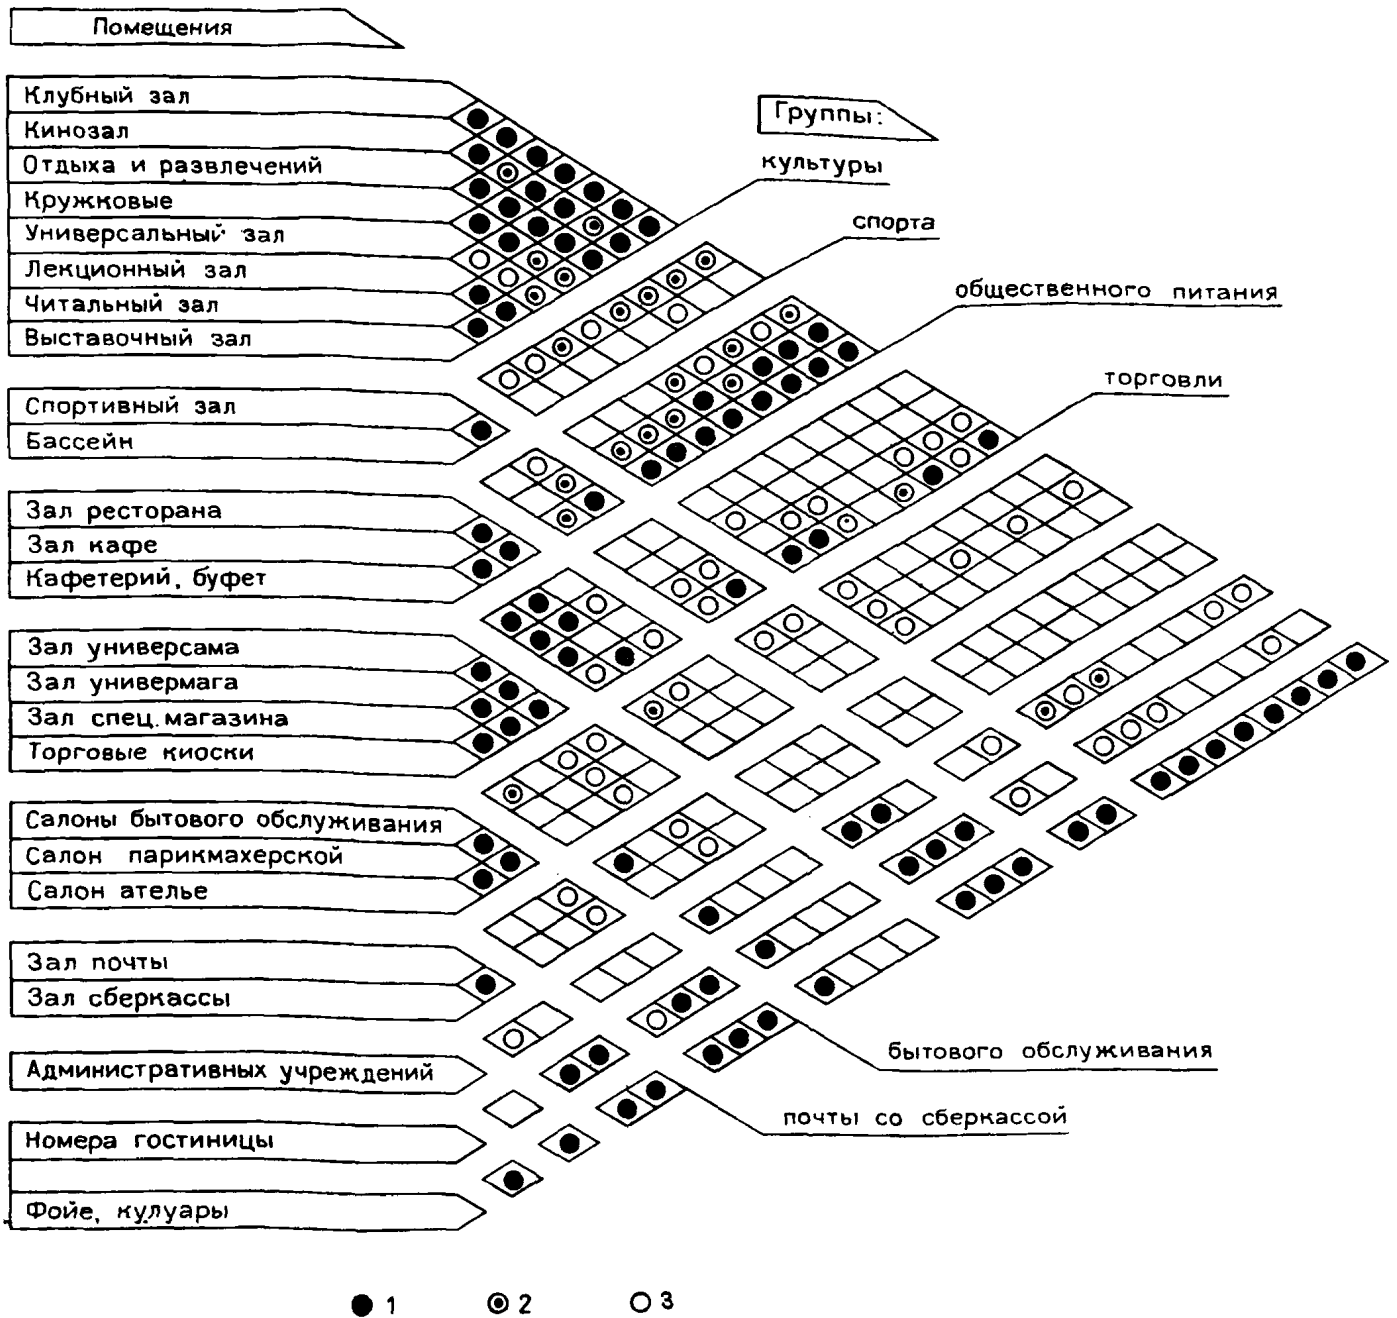 Помещения
Клубный зал
Кинозал
Отдыха и развлечений
Кружковые
Универсальный зал
Лекционный зал
Читальный зал
Выставочный зал
Спортивный зал
Бассейн
Зал ресторана
Зал кафе
Кафетерий, буфет
Зал универсама
Зал универмага
Зал спец. магазина
Торговые киоски
Салоны бытового обслуживания
Салон парикмахерской
Салон ателье
Зал почты
Зал сберкассы
Административных учреждений
Номера гостиницы
Фойе, кулуары
Группы:
культуры
спорта
общественного питания
торговли
бытового обслуживания
почты со сберкассой
1 2 3